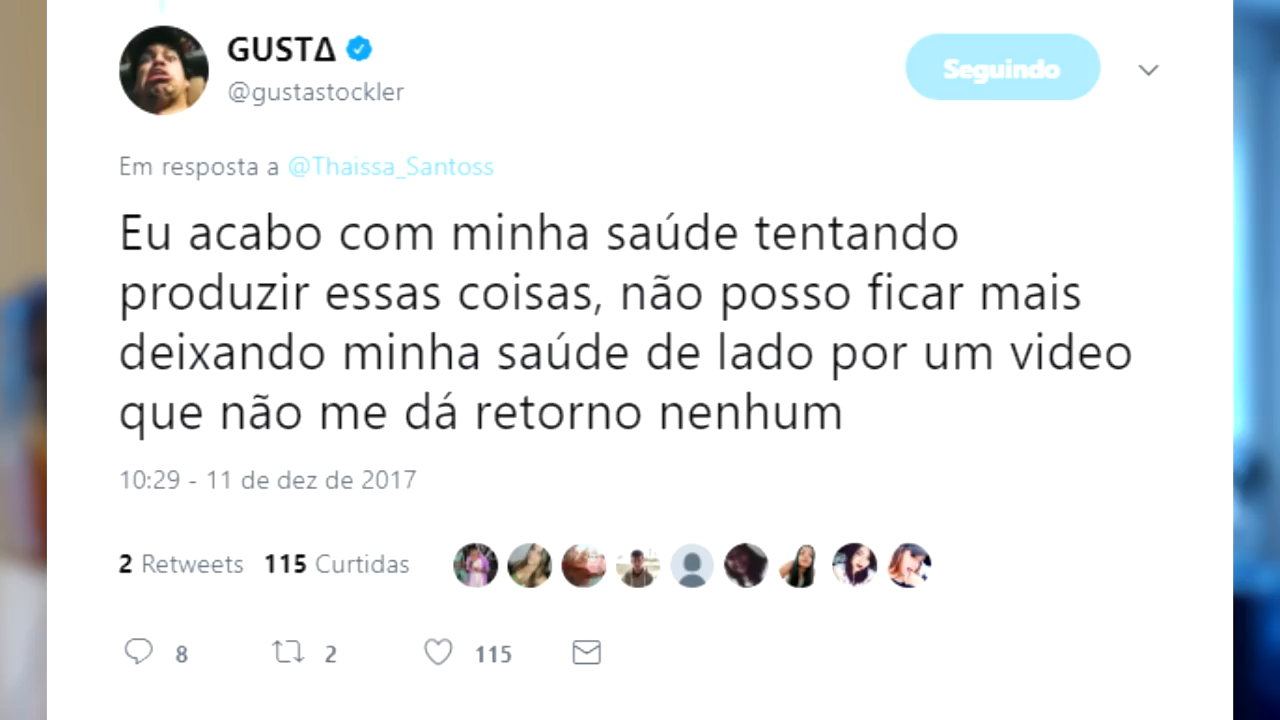 GUSTΔ
@gustastockler
Seguindo
Em resposta a @Thaissa_Santoss
Eu acabo com minha saúde tentando
produzir essas coisas, não posso ficar mais
deixando minha saúde de lado por um video
que não me dá retorno nenhum
10:29 - 11 de dez de 2017
2 Retweets 115 Curtidas
8 2 115